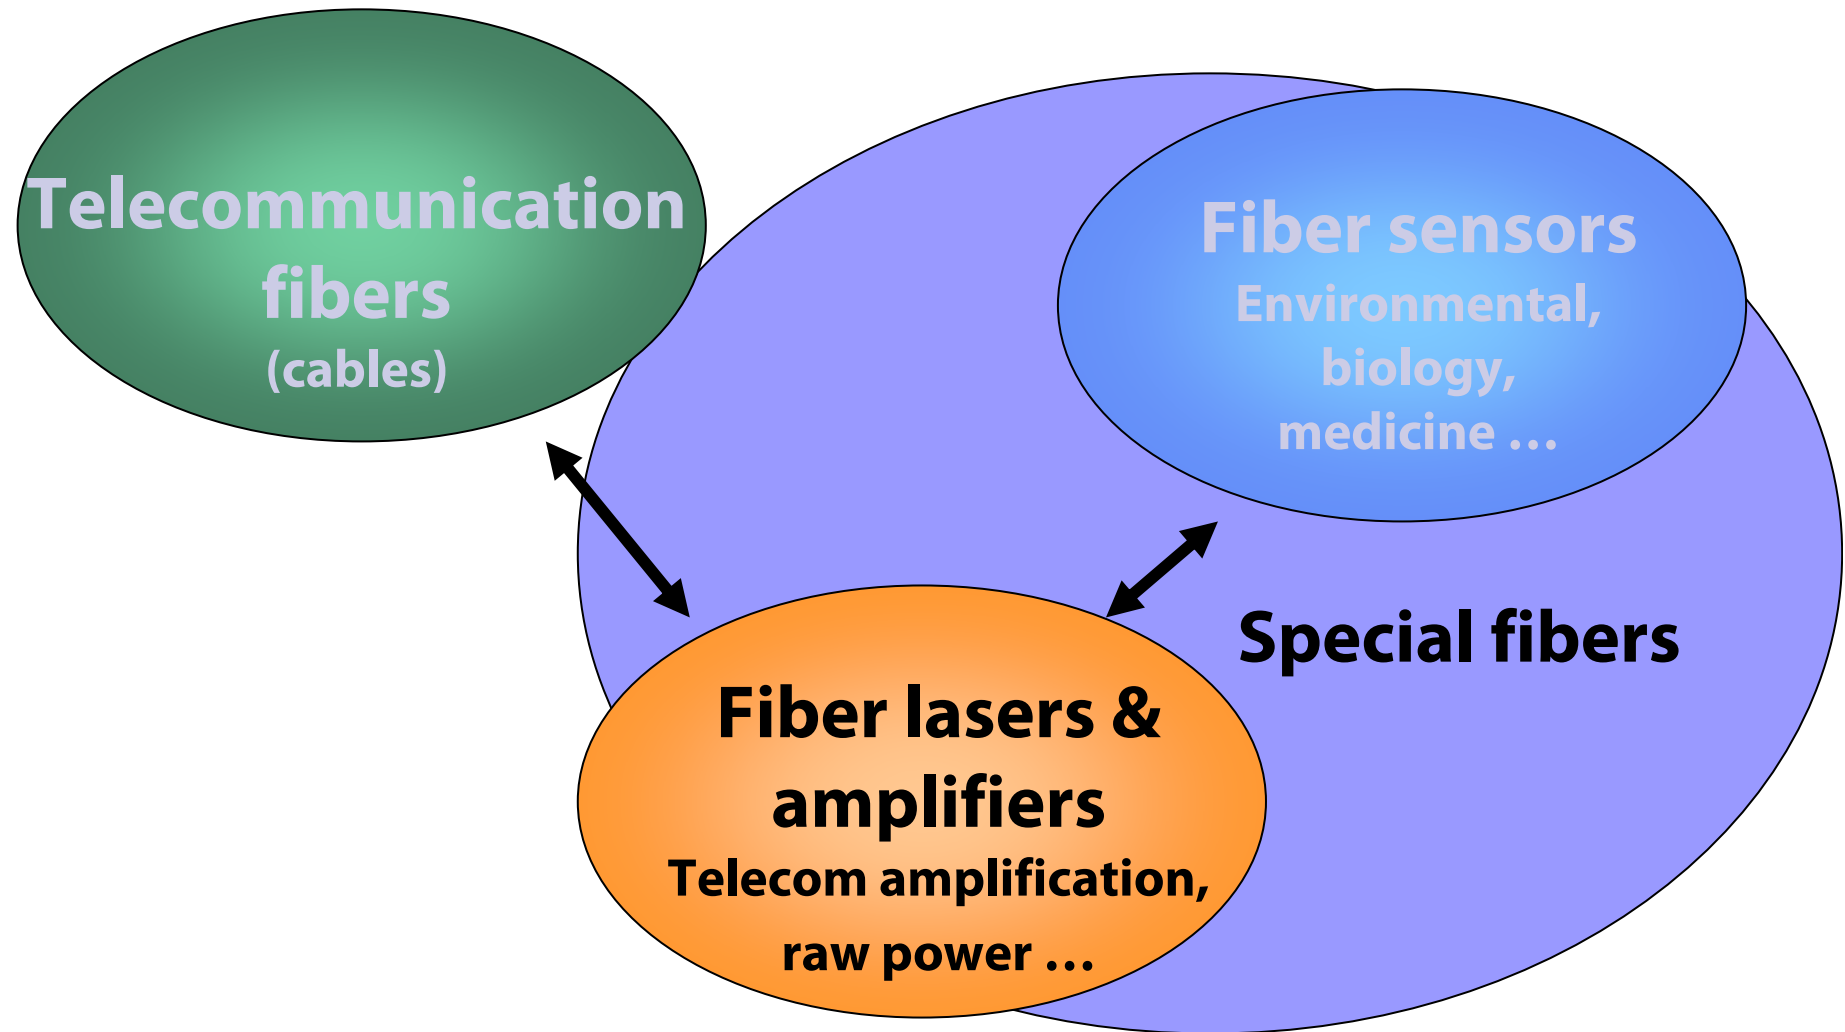 Telecommunication
fibers
(cables)
Fiber sensors
Environmental,
biology,
medicine …
Special fibers
Fiber lasers &
amplifiers
Telecom amplification,
raw power …